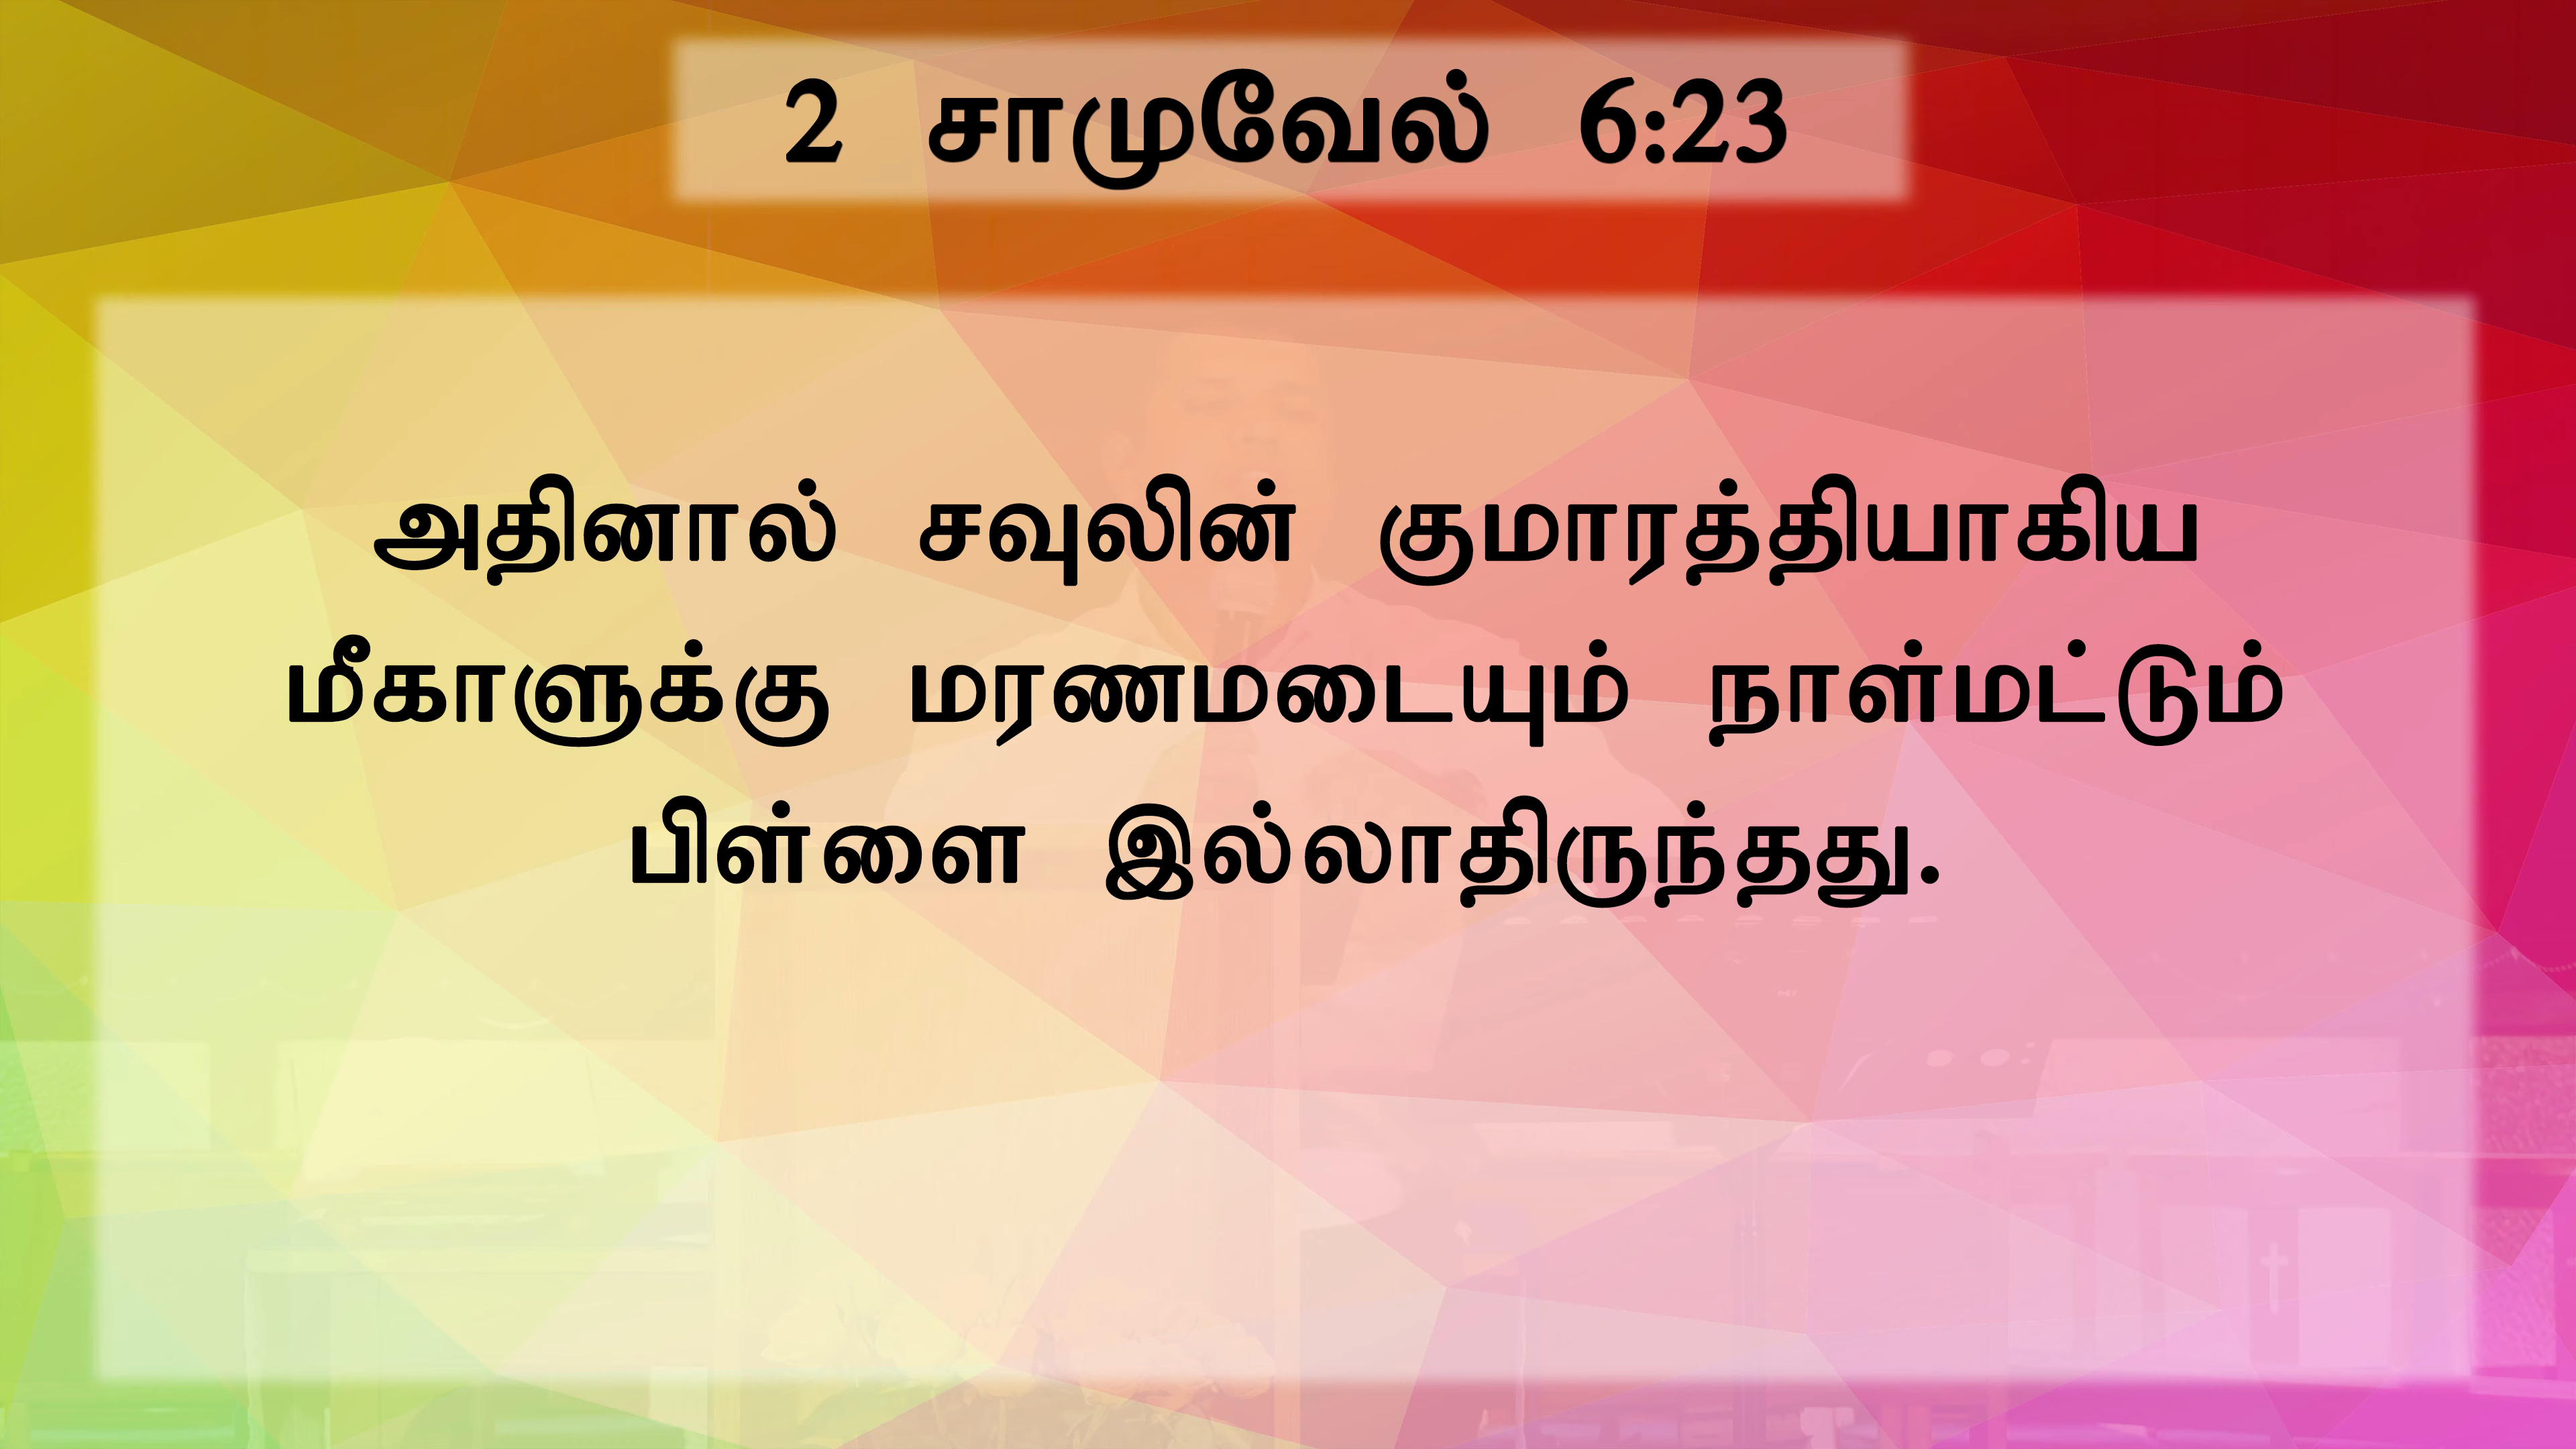 2 சாமுவேல் 6:23
அதினால் சவுலின் குமாரத்தியாகிய
மீகாளுக்கு மரணமடையும் நாள்மட்டும்
பிள்ளை இல்லாதிருந்தது.